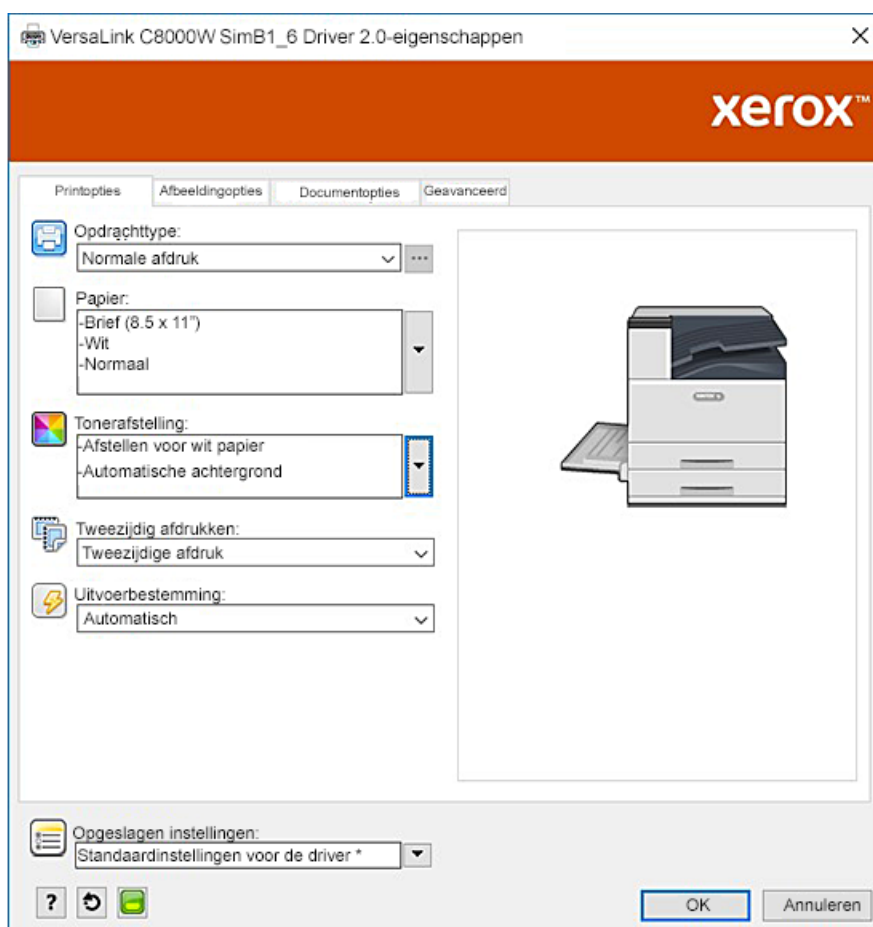 VersaLink C8000W SimB1_6 Driver 2.0-eigenschappen
xerox™
Printopties Afbeeldingopties Documentopties Geavanceerd
Opdrachttype:
Normale afdruk
Papier:
-Brief (8.5 x 11")
-Wit
-Normaal
Tonerafstelling:
-Afstellen voor wit papier
-Automatische achtergrond
Tweezijdig afdrukken:
Tweezijdige afdruk
Uitvoerbestemming:
Automatisch
Opgeslagen instellingen:
Standaardinstellingen voor de driver *
? OK Annuleren